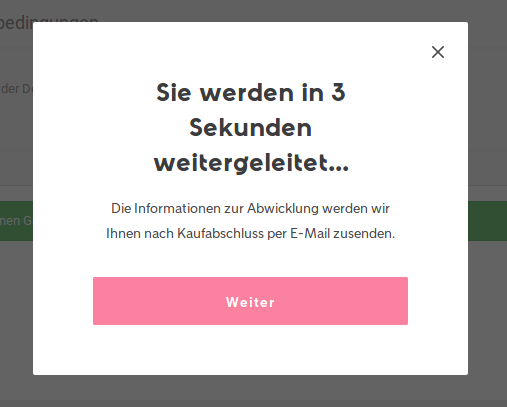 bedingungen
der De
Sie werden in 3
Sekunden
weitergeleitet...
Die Informationen zur Abwicklung werden wir
nen G
Ihnen nach Kaufabschluss per E-Mail zusenden.
Weiter